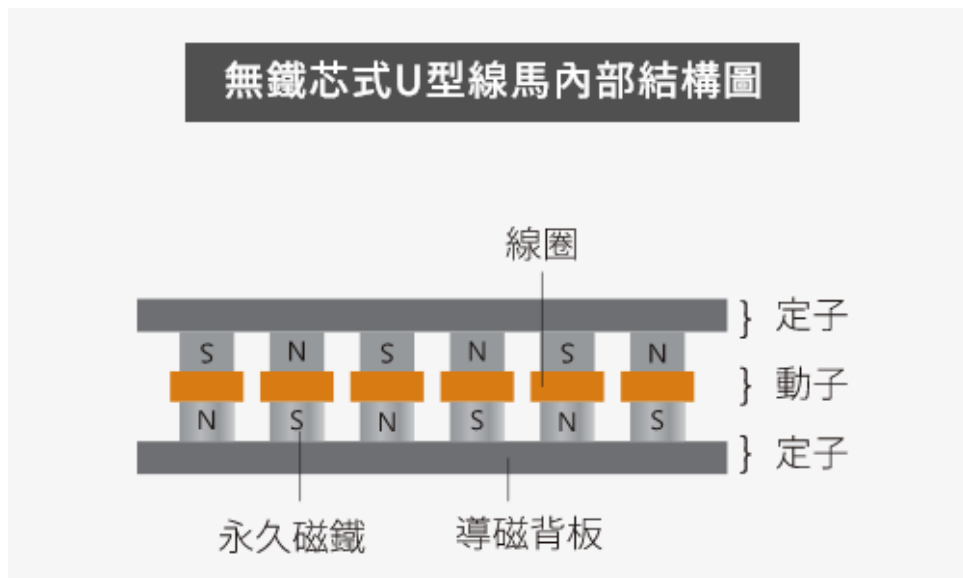 無鐵芯式U型線馬內部結構圖
線圈
} 定子
S N S N S N
} 動子
N S N S N S
} 定子
永久磁鐵 導磁背板